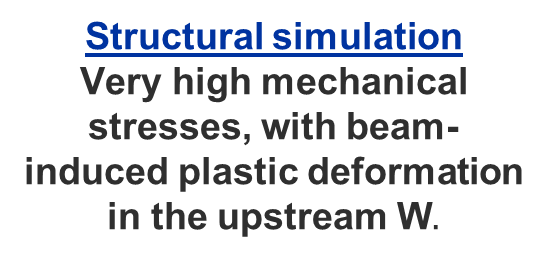 Structural simulation
Very high mechanical
stresses, with beam-
induced plastic deformation
in the upstream W.